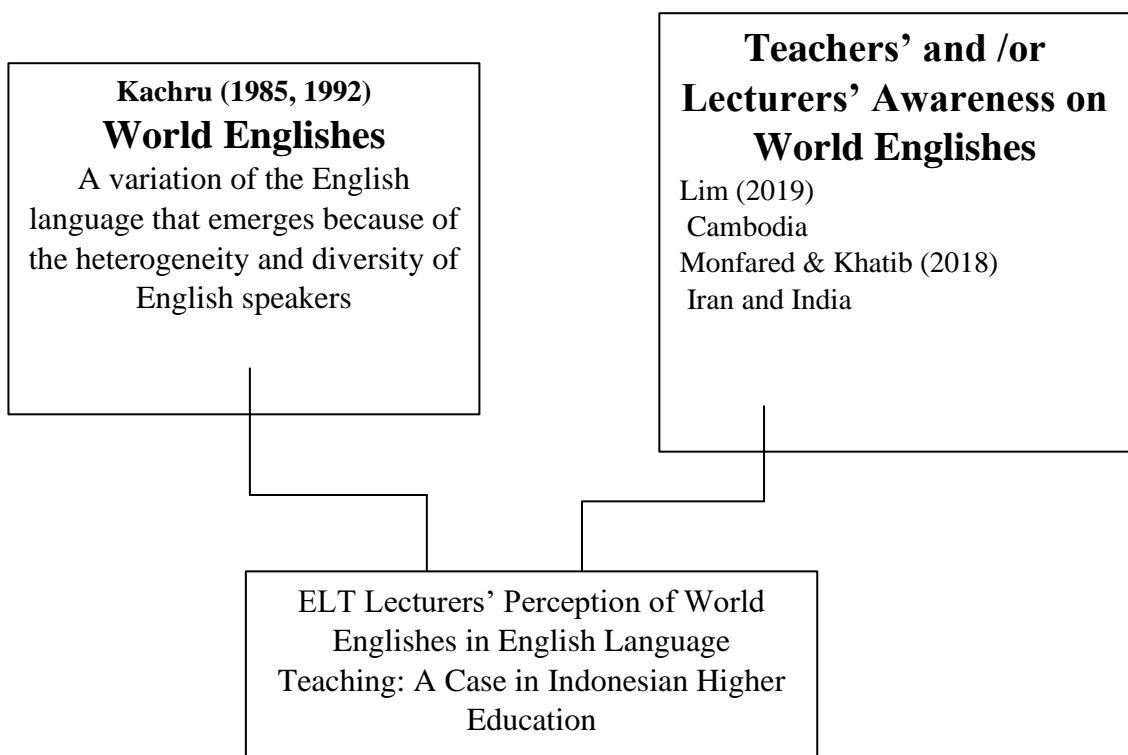 Kachru (1985, 1992)
World Englishes
A variation of the English
language that emerges because of
the heterogeneity and diversity of
English speakers
Teachers’ and /or
Lecturers’ Awareness on
World Englishes
Lim (2019)
Cambodia
Monfared & Khatib (2018)
Iran and India
ELT Lecturers’ Perception of World
Englishes in English Language
Teaching: A Case in Indonesian Higher
Education